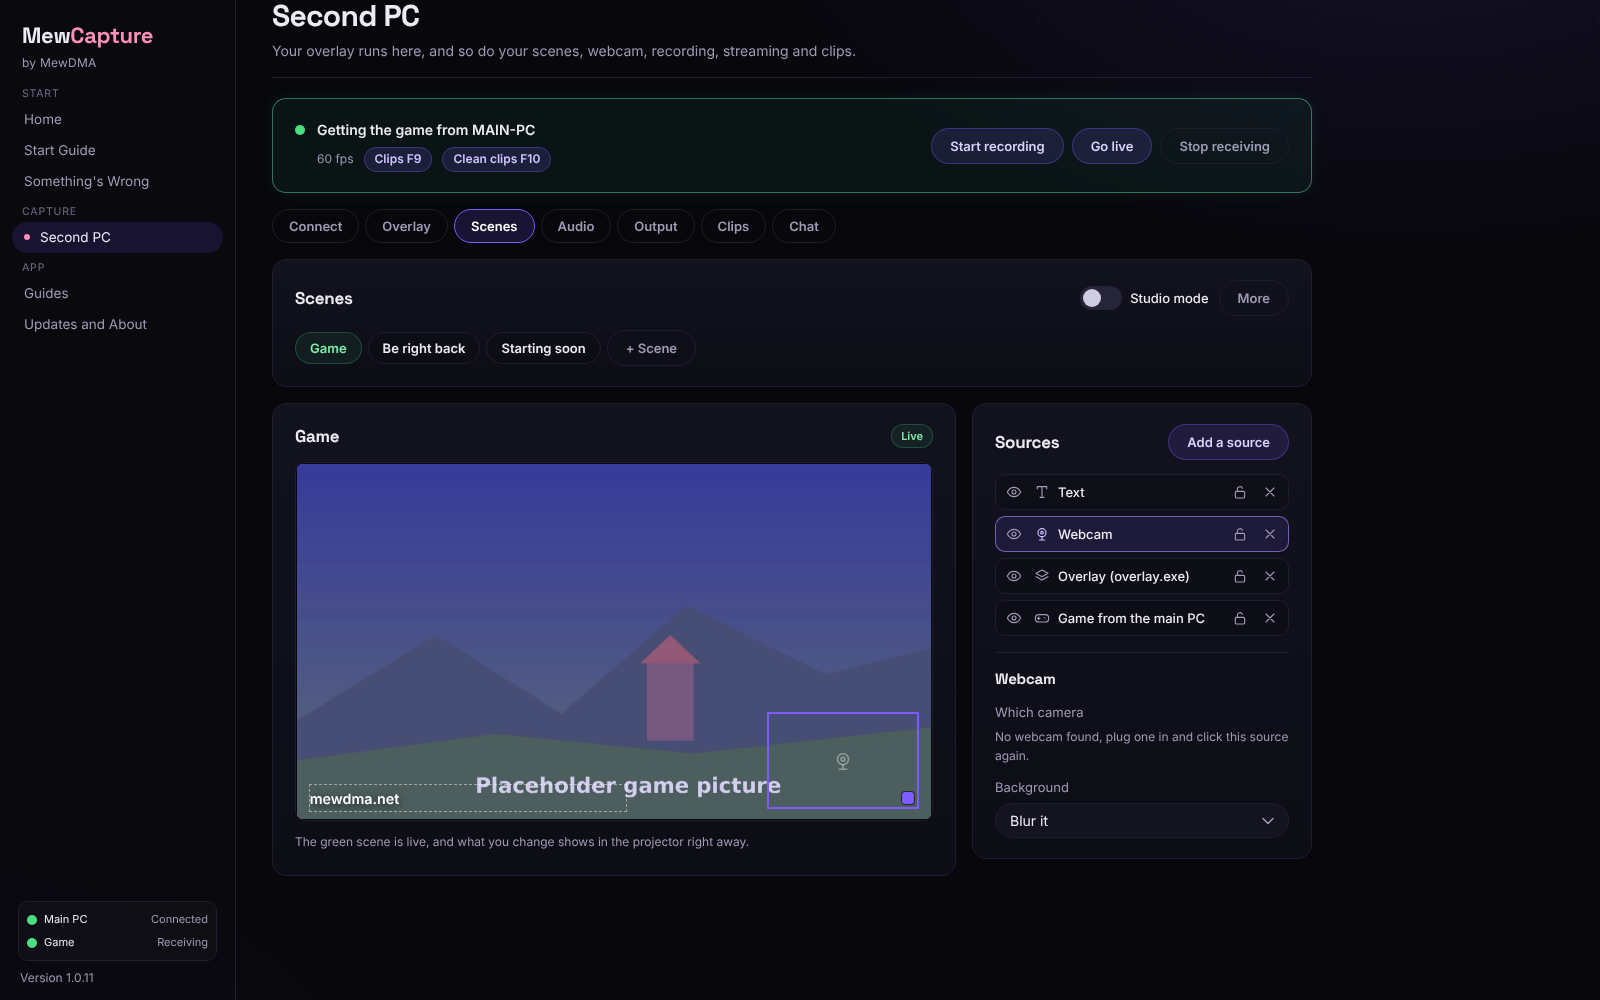 MewCapture
by MewDMA
START
Home
Start Guide
Something's Wrong
CAPTURE
Second PC
APP
Guides
Updates and About
Main PC Connected
Game Receiving
Version 1.0.11
Second PC
Your overlay runs here, and so do your scenes, webcam, recording, streaming and clips.
Getting the game from MAIN-PC
60 fps Clips F9 Clean clips F10
Start recording Go live Stop receiving
Connect Overlay Scenes Audio Output Clips Chat
Scenes
Studio mode More
Game Be right back Starting soon + Scene
Game Live
Placeholder game picture
mewdma.net
The green scene is live, and what you change shows in the projector right away.
Sources Add a source
Text
Webcam
Overlay (overlay.exe)
Game from the main PC
Webcam
Which camera
No webcam found, plug one in and click this source
again.
Background
Blur it